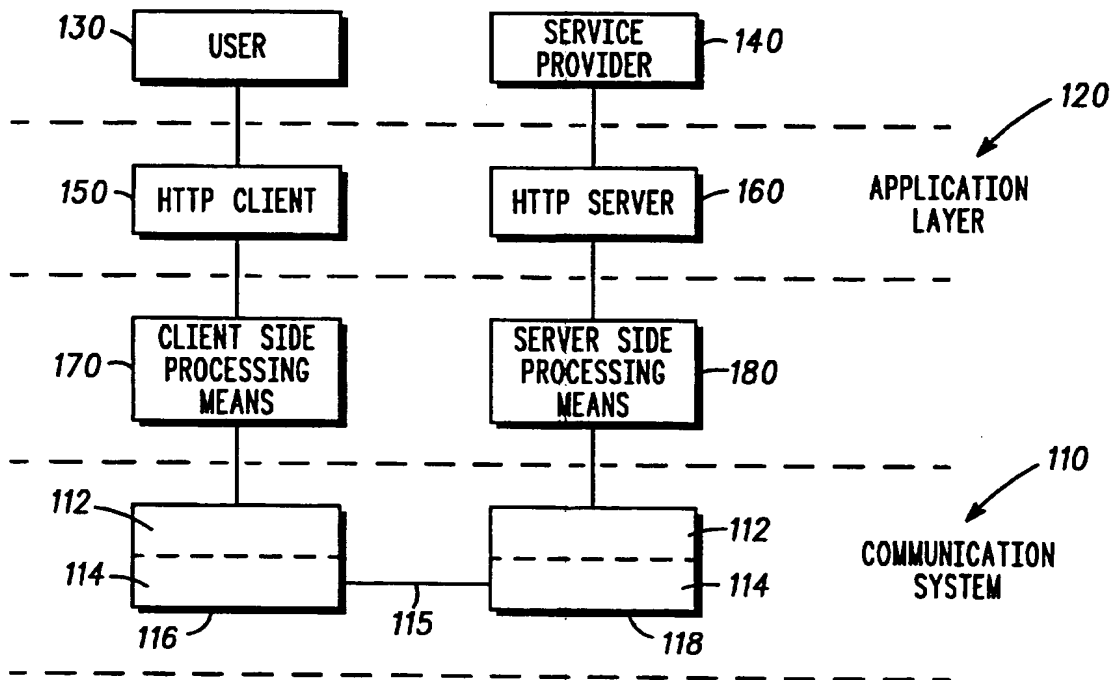 130
USER
SERVICE
PROVIDER
140
120
150
HTTP CLIENT
HTTP SERVER
160
APPLICATION
LAYER
170
CLIENT SIDE
PROCESSING
MEANS
SERVER SIDE
PROCESSING
MEANS
180
110
112
112
COMMUNICATION
SYSTEM
114
114
115
116
118